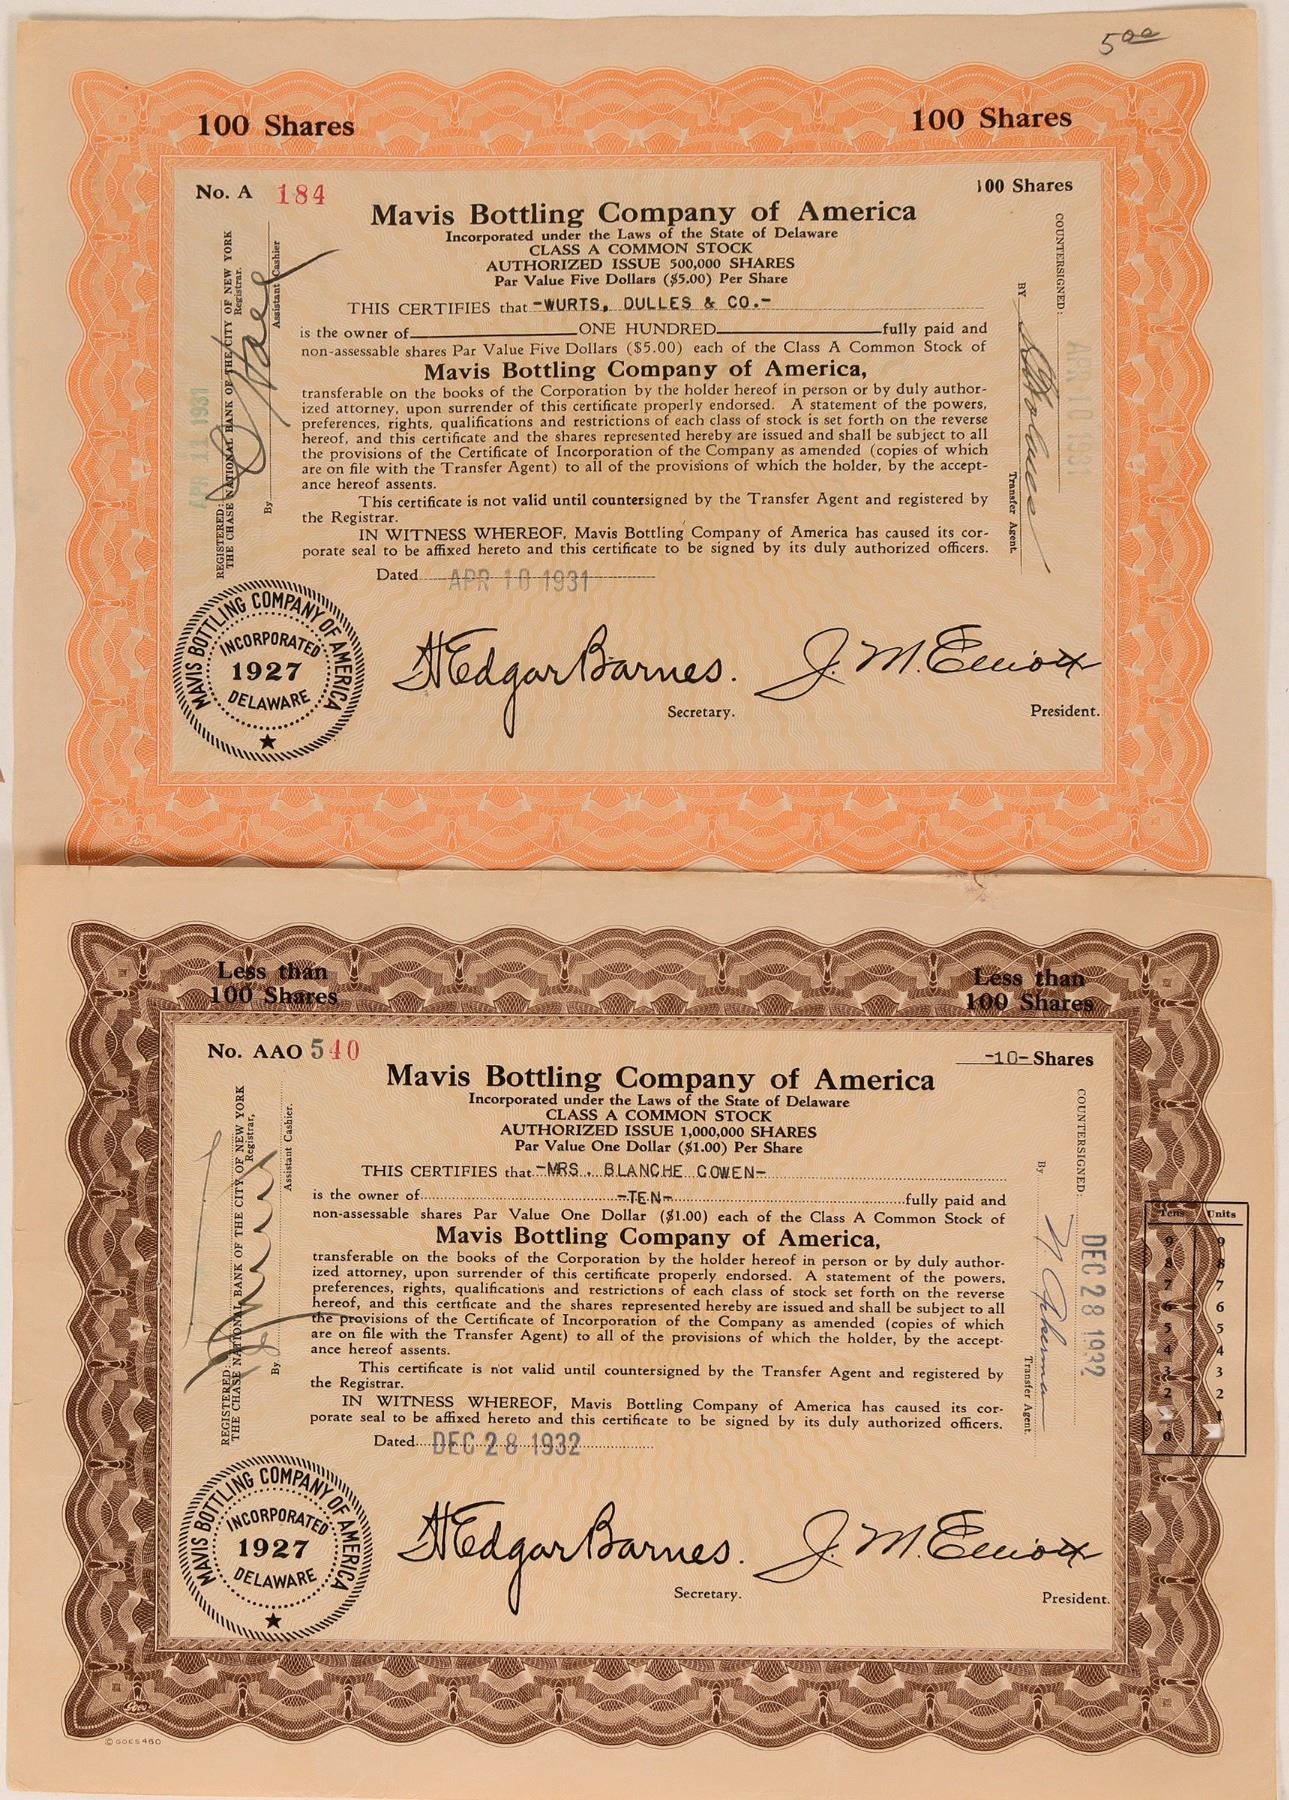 5.00
100 Shares 100 Shares
No. A 184 100 Shares
Mavis Bottling Company of America
Incorporated under the Laws of the State of Delaware
CLASS A COMMON STOCK
AUTHORIZED ISSUE 500,000 SHARES
Par Value Five Dollars ($5.00) Per Share
THIS CERTIFIES that -WURTS, DULLES & CO.-
is the owner of ONE HUNDRED fully paid and
non-assessable shares Par Value Five Dollars ($5.00) each of the Class A Common Stock of
Mavis Bottling Company of America,
transferable on the books of the Corporation by the holder hereof in person or by duly author-
ized attorney, upon surrender of this certificate properly endorsed. A statement of the powers,
preferences, rights, qualifications and restrictions of each class of stock is set forth on the reverse
hereof, and this certificate and the shares represented hereby are issued and shall be subject to all
the provisions of the Certificate of Incorporation of the Company as amended (copies of which
are on file with the Transfer Agent) to all of the provisions of which the holder, by the accept-
ance hereof assents.
This certificate is not valid until countersigned by the Transfer Agent and registered by
the Registrar.
IN WITNESS WHEREOF, Mavis Bottling Company of America has caused its cor-
porate seal to be affixed hereto and this certificate to be signed by its duly authorized officers.
Dated APR 10 1931
APR 11 1931
REGISTERED:
THE CHASE NATIONAL BANK OF THE CITY OF NEW YORK
Registrar.
By
Assistant Cashier
COUNTERSIGNED:
APR 10 1931
BY
Transfer Agent.
MAVIS BOTTLING COMPANY OF AMERICA
INCORPORATED
1927
DELAWARE
H Edgar Barnes. J. M. Elliott
Secretary. President.
Goes
Less than Less than
100 Shares 100 Shares
No. AAO 540 -10- Shares
Mavis Bottling Company of America
Incorporated under the Laws of the State of Delaware
CLASS A COMMON STOCK
AUTHORIZED ISSUE 1,000,000 SHARES
Par Value One Dollar ($1.00) Per Share
THIS CERTIFIES that -MRS. BLANCHE COWEN-
is the owner of -TEN- fully paid and
non-assessable shares Par Value One Dollar ($1.00) each of the Class A Common Stock of
Mavis Bottling Company of America,
transferable on the books of the Corporation by the holder hereof in person or by duly author-
ized attorney, upon surrender of this certificate properly endorsed. A statement of the powers,
preferences, rights, qualifications and restrictions of each class of stock set forth on the reverse
hereof, and this certficate and the shares represented hereby are issued and shall be subject to all
the provisions of the Certificate of Incorporation of the Company as amended (copies of which
are on file with the Transfer Agent) to all of the provisions of which the holder, by the accept-
ance hereof assents.
This certificate is not valid until countersigned by the Transfer Agent and registered by
the Registrar.
IN WITNESS WHEREOF, Mavis Bottling Company of America has caused its cor-
porate seal to be affixed hereto and this certificate to be signed by its duly authorized officers.
Dated DEC 28 1932
REGISTERED:
THE CHASE NATIONAL BANK OF THE CITY OF NEW YORK
Registrar,
By
Assistant Cashier.
COUNTERSIGNED:
DEC 28 1932
By
Transfer Agent.
Tens Units
9 9
8 8
7 7
6 6
5 5
4 4
3 3
2 2
1
0
MAVIS BOTTLING COMPANY OF AMERICA
INCORPORATED
1927
DELAWARE
H Edgar Barnes. J. M. Elliott
Secretary. President.
Goes
© GOES 460